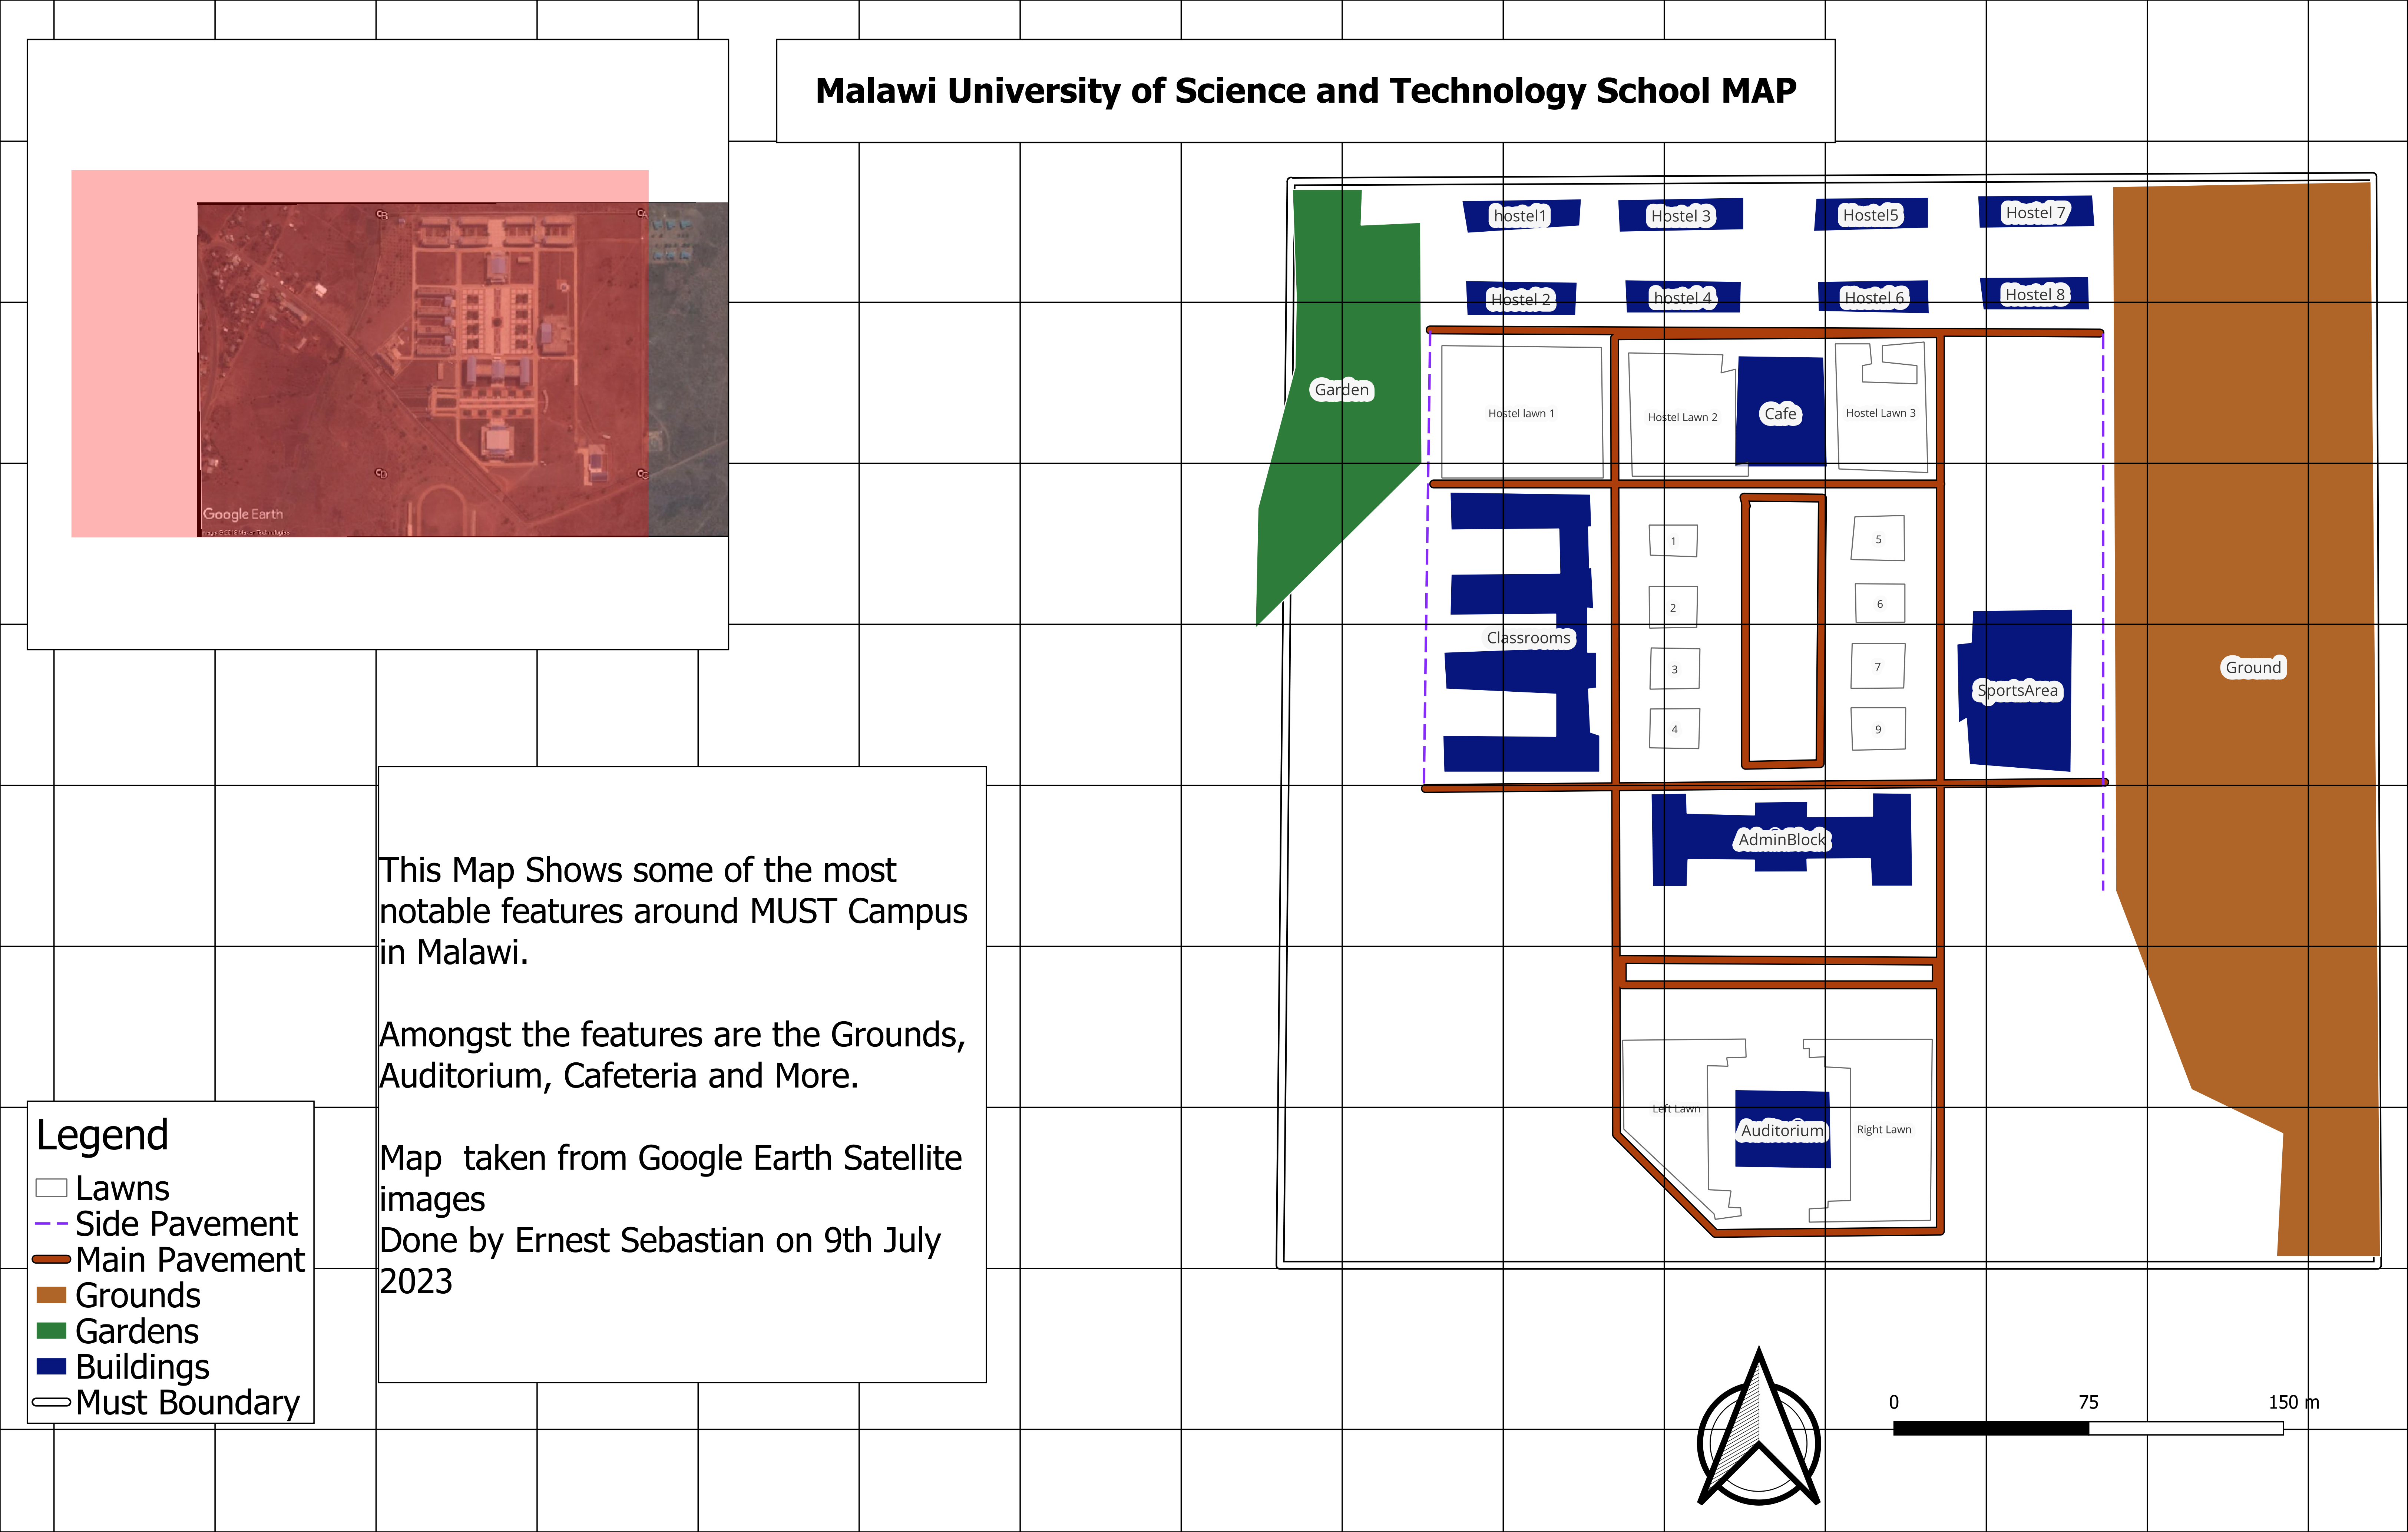 Malawi University of Science and Technology School MAP
Google Earth
hostel1
Hostel 3
Hostel5
Hostel 7
Hostel 2
hostel 4
Hostel 6
Hostel 8
Garden
Hostel lawn 1
Hostel Lawn 2
Cafe
Hostel Lawn 3
1
5
2
6
Classrooms
3
7
SportsArea
Ground
4
9
AdminBlock
Left Lawn
Auditorium
Right Lawn
This Map Shows some of the most
notable features around MUST Campus
in Malawi.
Amongst the features are the Grounds,
Auditorium, Cafeteria and More.
Map  taken from Google Earth Satellite
images
Done by Ernest Sebastian on 9th July
2023
Legend
Lawns
Side Pavement
Main Pavement
Grounds
Gardens
Buildings
Must Boundary
0 75 150 m